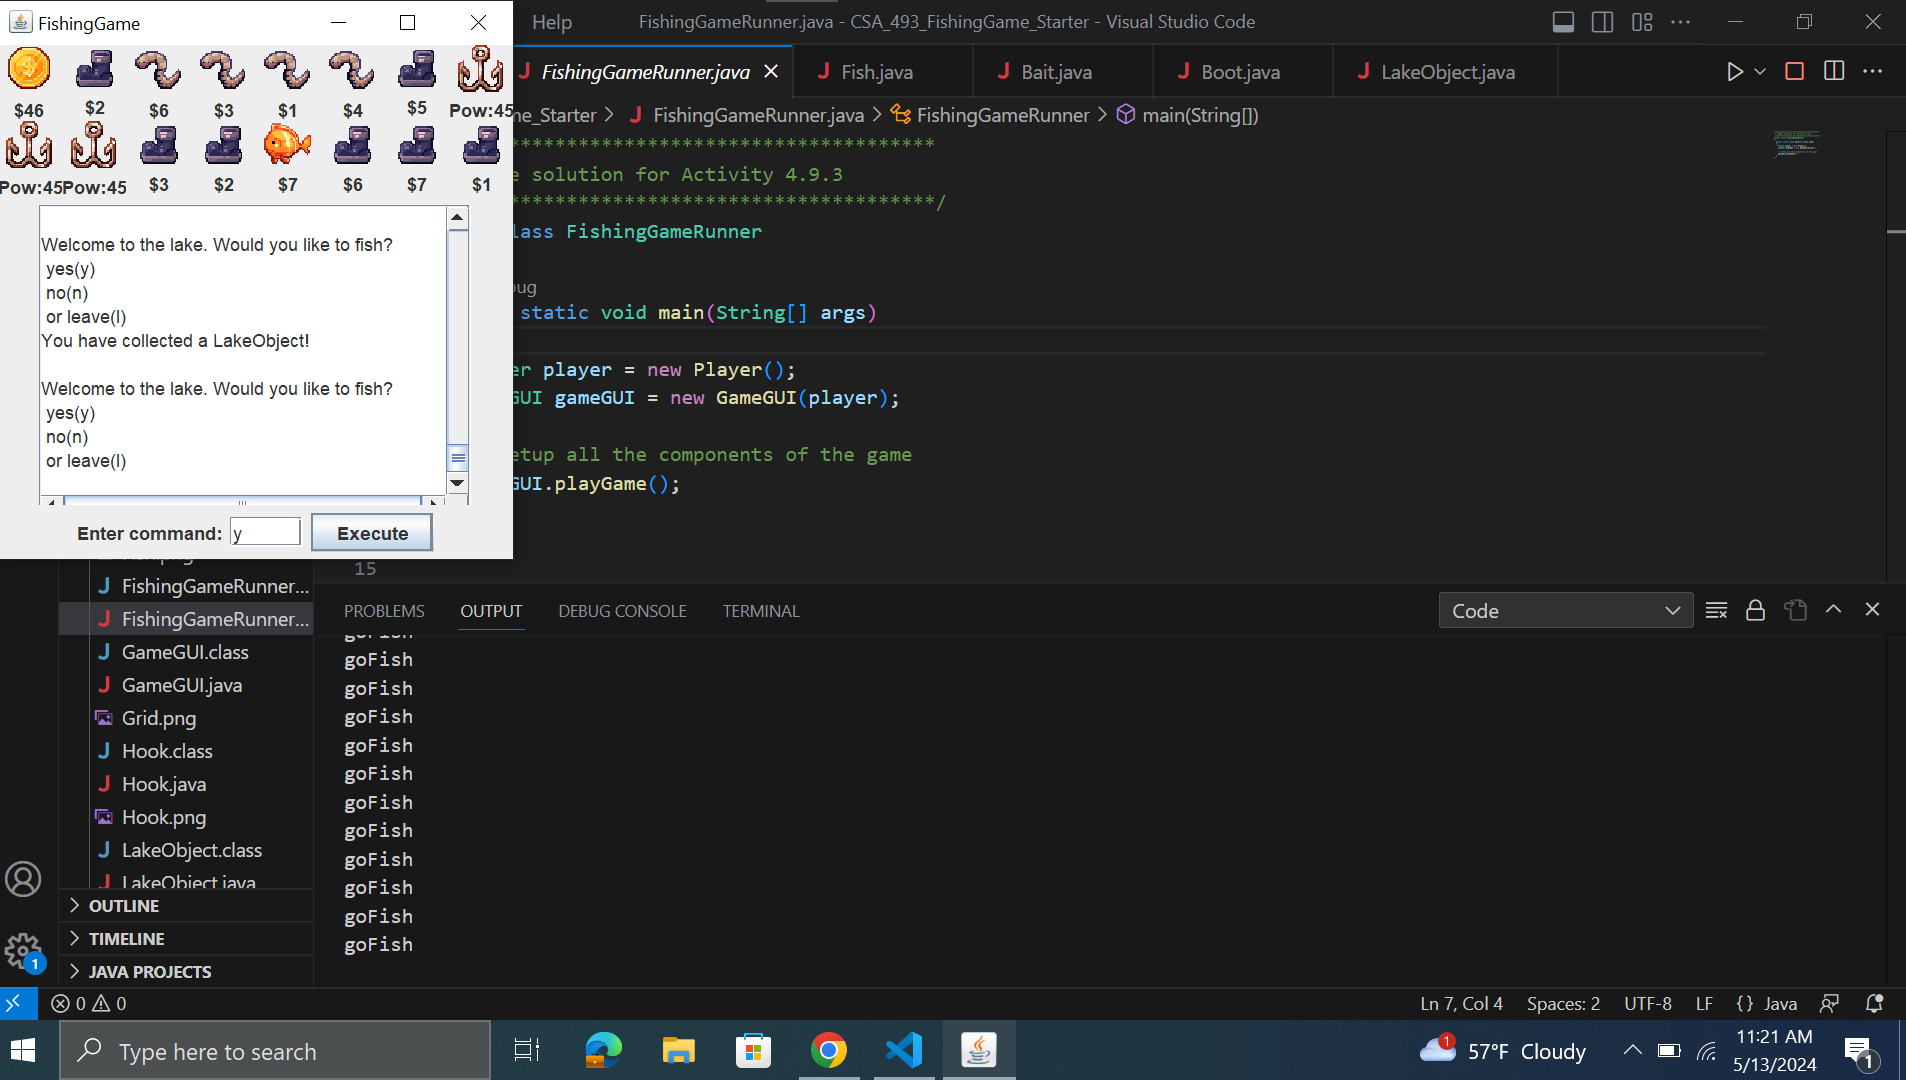 FishingGame
$46 $2 $6 $3 $1 $4 $5 Pow:45
Pow:45 Pow:45 $3 $2 $7 $6 $7 $1
Welcome to the lake. Would you like to fish?
yes(y)
no(n)
or leave(l)
You have collected a LakeObject!
Welcome to the lake. Would you like to fish?
yes(y)
no(n)
or leave(l)
Enter command: y Execute
Help FishingGameRunner.java - CSA_493_FishingGame_Starter - Visual Studio Code
FishingGameRunner.java Fish.java Bait.java Boot.java LakeObject.java
me_Starter > FishingGameRunner.java > FishingGameRunner > main(String[])
*************************************
e solution for Activity 4.9.3
**************************************/
lass FishingGameRunner
bug
static void main(String[] args)
er player = new Player();
GUI gameGUI = new GameGUI(player);
etup all the components of the game
GUI.playGame();
15
FishingGameRunner...
FishingGameRunner...
GameGUI.class
GameGUI.java
Grid.png
Hook.class
Hook.java
Hook.png
LakeObject.class
LakeObject.java
OUTLINE
TIMELINE
JAVA PROJECTS
1
PROBLEMS OUTPUT DEBUG CONSOLE TERMINAL Code
goFish
goFish
goFish
goFish
goFish
goFish
goFish
goFish
goFish
goFish
goFish
goFish
0 0 Ln 7, Col 4 Spaces: 2 UTF-8 LF {} Java
Type here to search
1 57°F Cloudy
11:21 AM
5/13/2024
1